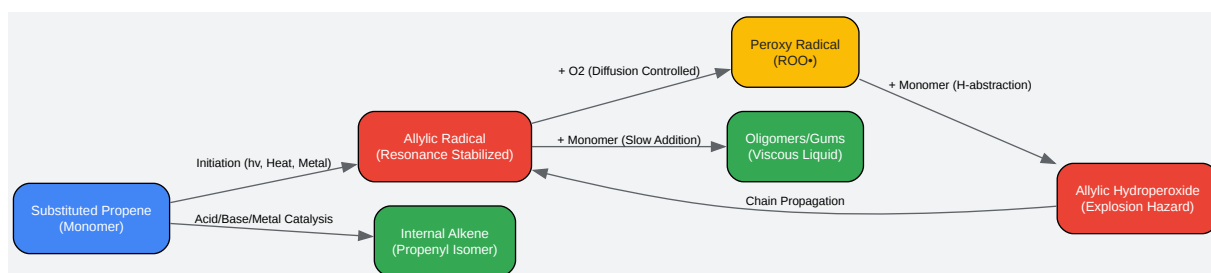 Peroxy Radical
(ROO•)
+ O2 (Diffusion Controlled)
+ Monomer (H-abstraction)
Allylic Radical
(Resonance Stabilized)
+ Monomer (Slow Addition)
Oligomers/Gums
(Viscous Liquid)
Initiation (hv, Heat, Metal)
Allylic Hydroperoxide
(Explosion Hazard)
Chain Propagation
Substituted Propene
(Monomer)
Acid/Base/Metal Catalysis
Internal Alkene
(Propenyl Isomer)